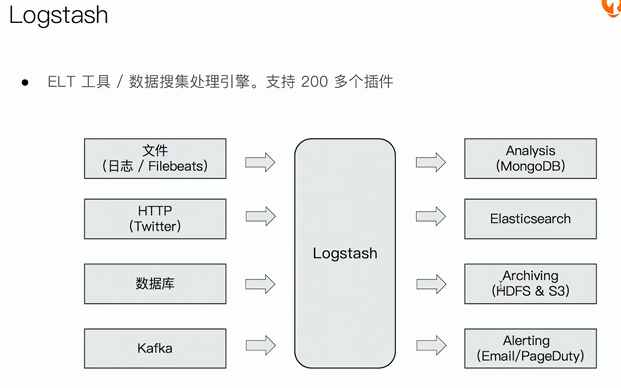 Logstash
● ELT 工具 / 数据搜集处理引擎。支持 200 多个插件
文件
(日志 / Filebeats)
HTTP
(Twitter)
数据库
Kafka
Logstash
Analysis
(MongoDB)
Elasticsearch
Archiving
(HDFS & S3)
Alerting
(Email/PageDuty)